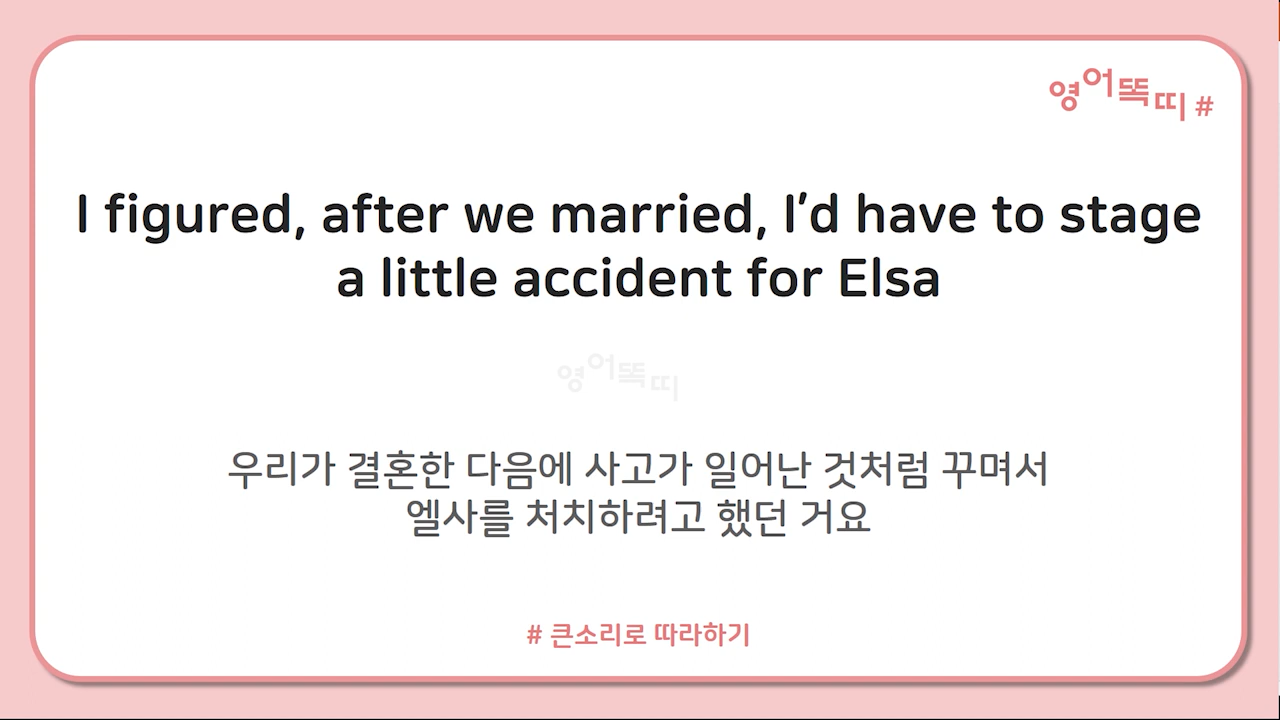 영어똑띠 #
I figured, after we married, I'd have to stage
a little accident for Elsa
영어똑띠
우리가 결혼한 다음에 사고가 일어난 것처럼 꾸며서
엘사를 처치하려고 했던 거요
# 큰소리로 따라하기